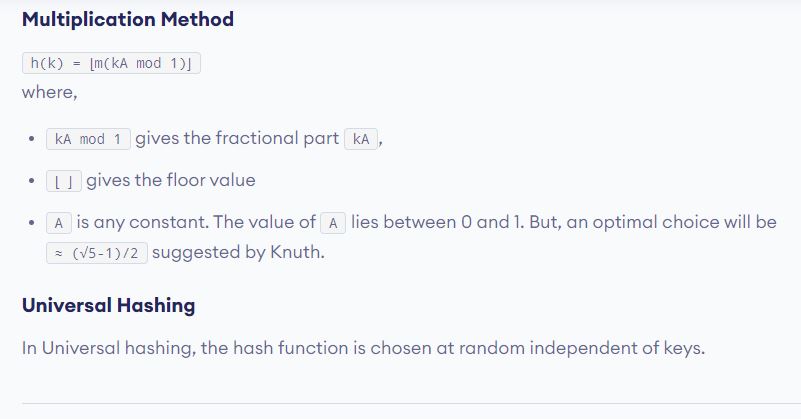 Multiplication Method
h(k) = ⌊m(kA mod 1)⌋
where,
• kA mod 1 gives the fractional part kA,
• ⌊ ⌋ gives the floor value
• A is any constant. The value of A lies between 0 and 1. But, an optimal choice will be
≈ (√5-1)/2 suggested by Knuth.
Universal Hashing
In Universal hashing, the hash function is chosen at random independent of keys.